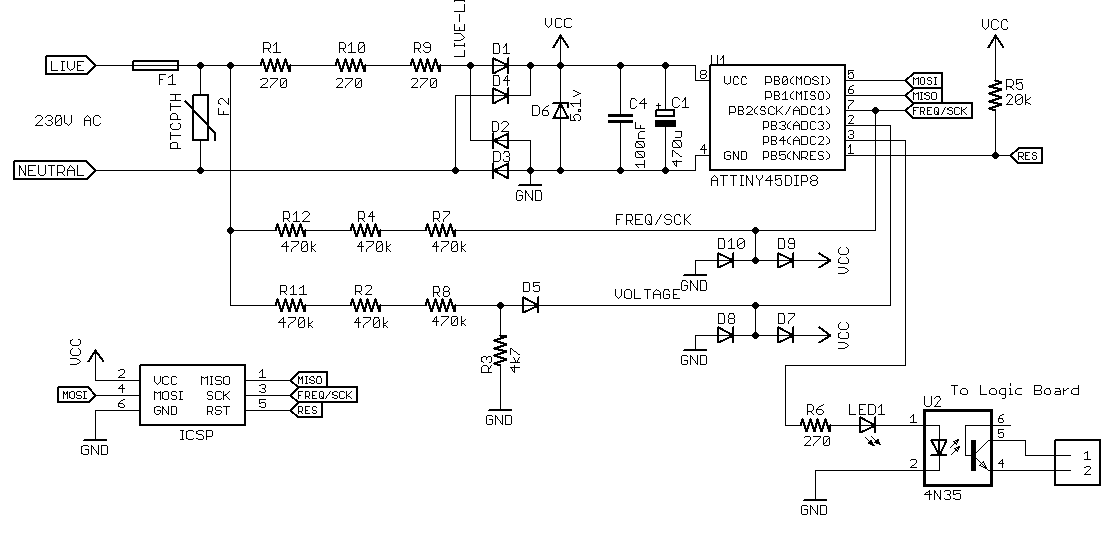 LIVE
F1
R1
270
R10
270
R9
270
LIVE-LI
D1
D4
D2
D3
VCC
D6
5.1v
C4
100nF
C1
470u
+
GND
U1
8
VCC
4
GND
PB0(MOSI)
5
MOSI
PB1(MISO)
6
MISO
PB2(SCK/ADC1)
7
FREQ/SCK
PB3(ADC3)
2
PB4(ADC2)
3
PB5(NRES)
1
RES
ATTINY45DIP8
VCC
R5
20k
230V AC
PTCPTH
F2
NEUTRAL
R12
470k
R4
470k
R7
470k
FREQ/SCK
D10
D9
GND
VCC
R11
470k
R2
470k
R8
470k
D5
VOLTAGE
D8
D7
GND
VCC
R3
4k7
GND
VCC
2
VCC
MISO
1
MISO
MOSI
4
MOSI
SCK
3
FREQ/SCK
6
GND
RST
5
RES
GND
ICSP
R6
270
LED1
GND
U2
1
2
6
5
4
4N35
To Logic Board
1
2